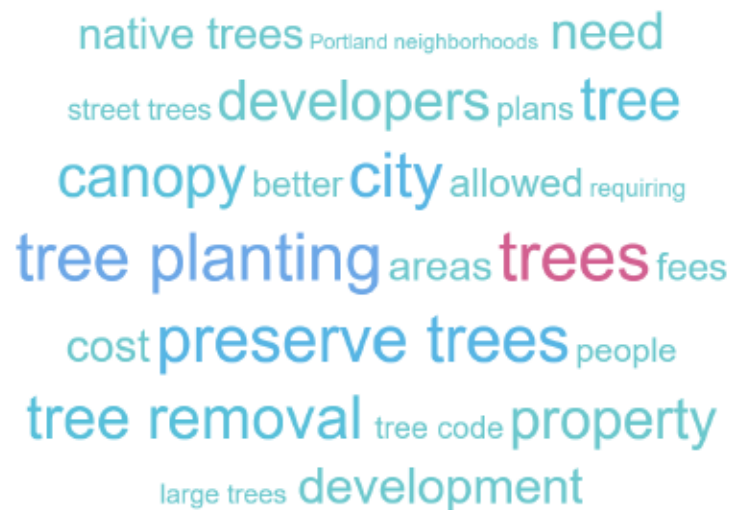 native trees Portland neighborhoods need
street trees developers plans tree
canopy better city allowed requiring
tree planting areas trees fees
cost preserve trees people
tree removal tree code property
large trees development